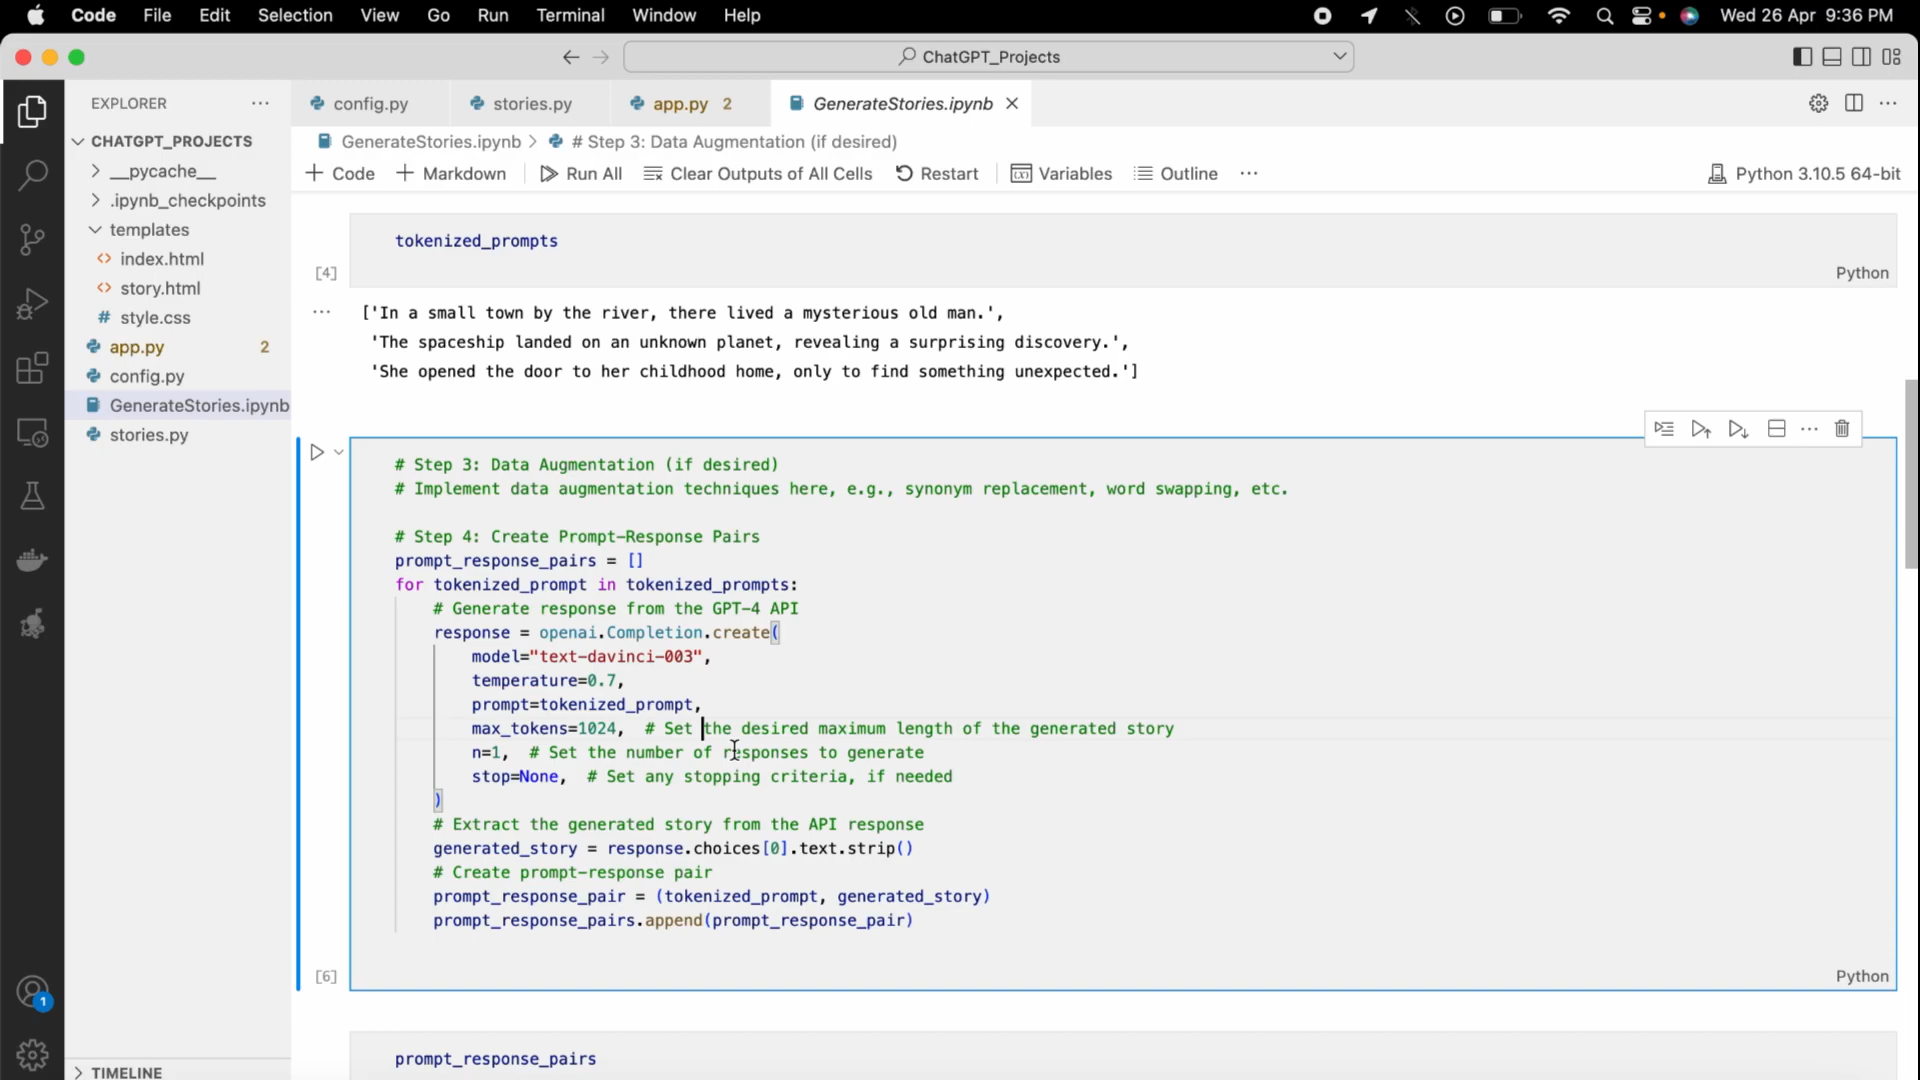 Code File Edit Selection View Go Run Terminal Window Help Wed 26 Apr 9:36 PM
ChatGPT_Projects
EXPLORER
config.py stories.py app.py 2 GenerateStories.ipynb
CHATGPT_PROJECTS
GenerateStories.ipynb > # Step 3: Data Augmentation (if desired)
__pycache__
+ Code + Markdown Run All Clear Outputs of All Cells Restart Variables Outline ... Python 3.10.5 64-bit
.ipynb_checkpoints
templates
index.html
story.html
# style.css
app.py 2
config.py
GenerateStories.ipynb
stories.py
TIMELINE
1
tokenized_prompts
[4] Python
['In a small town by the river, there lived a mysterious old man.',
'The spaceship landed on an unknown planet, revealing a surprising discovery.',
'She opened the door to her childhood home, only to find something unexpected.']
# Step 3: Data Augmentation (if desired)
# Implement data augmentation techniques here, e.g., synonym replacement, word swapping, etc.
# Step 4: Create Prompt-Response Pairs
prompt_response_pairs = []
for tokenized_prompt in tokenized_prompts:
# Generate response from the GPT-4 API
response = openai.Completion.create(
model="text-davinci-003",
temperature=0.7,
prompt=tokenized_prompt,
max_tokens=1024, # Set the desired maximum length of the generated story
n=1, # Set the number of responses to generate
stop=None, # Set any stopping criteria, if needed
)
# Extract the generated story from the API response
generated_story = response.choices[0].text.strip()
# Create prompt-response pair
prompt_response_pair = (tokenized_prompt, generated_story)
prompt_response_pairs.append(prompt_response_pair)
[6] Python
prompt_response_pairs